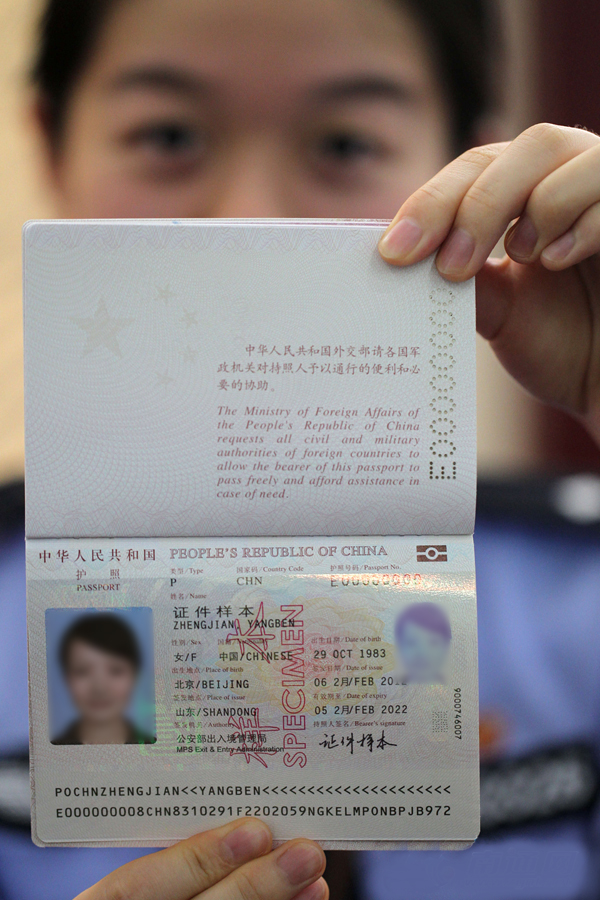 中华人民共和国外交部请各国军
政机关对持照人予以通行的便利和必
要的协助。
The Ministry of Foreign Affairs of
the People's Republic of China
requests all civil and military
authorities of foreign countries to
allow the bearer of this passport to
pass freely and afford assistance in
case of need.
E00000000
中华人民共和国 PEOPLE'S REPUBLIC OF CHINA
护 照
PASSPORT
类型/Type 国家码/Country Code 护照号码/Passport No.
P CHN E00000000
姓名/Name
证件样本
ZHENGJIAN YANGBEN
性别/Sex 国籍/ 出生日期/Date of birth
女/F 中国/CHINESE 29 OCT 1983
出生地点/Place of birth 签发日期/Date of issue
北京/BEIJING 06 2月/FEB
签发地点/Place of issue 有效期至/Date of expiry
山东/SHANDONG 05 2月/FEB 2022
签发机关/Authority 持照人签名/Bearer's signature
公安部出入境管理局
MPS Exit & Entry Administration
证件样本
样本
SPECIMEN
9000746007
POCHNZHENGJIAN<<YANGBEN<<<<<<<<<<<<<<<<<<<<<
E000000008CHN8310291F2202059NGKELMPONBPJB972